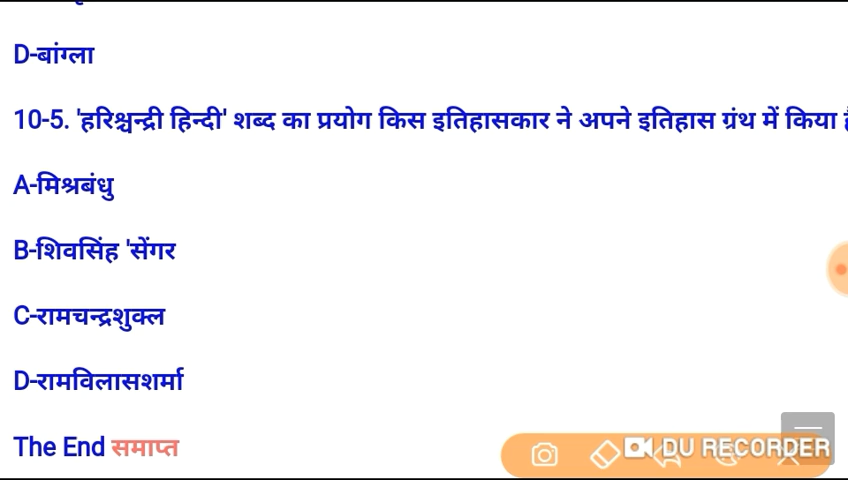 D-बांग्ला
10-5. 'हरिश्चन्द्री हिन्दी' शब्द का प्रयोग किस इतिहासकार ने अपने इतिहास ग्रंथ में किया
A-मिश्रबंधु
B-शिवसिंह 'सेंगर
C-रामचन्द्रशुक्ल
D-रामविलासशर्मा
The End समाप्त
DU RECORDER